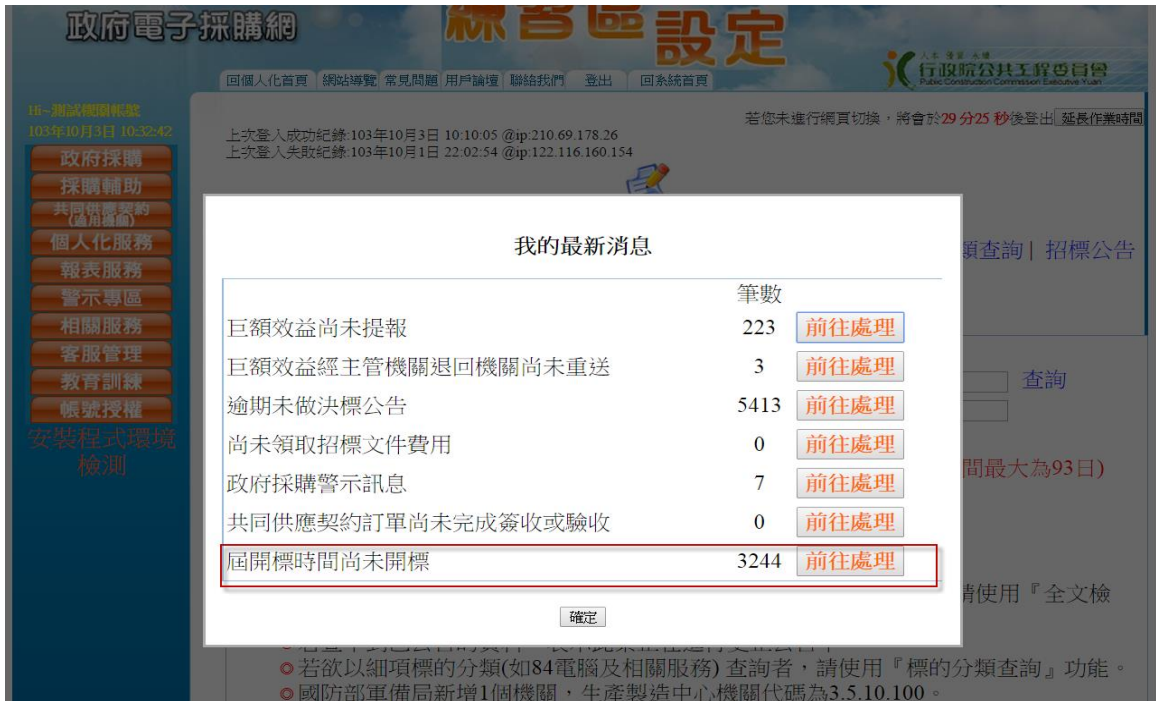 政府電子採購網
練習區設定
人本 優質 永續
行政院公共工程委員會
Public Construction Commission Executive Yuan
回個人化首頁 網站導覽 常見問題 用戶論壇 聯絡我們 登出 回系統首頁
Hi~測試機關帳號
103年10月3日 10:32:42
若您未進行網頁切換，將會於29 分25 秒後登出 延長作業時間
上次登入成功紀錄:103年10月3日 10:10:05 @ip:210.69.178.26
上次登入失敗紀錄:103年10月1日 22:02:54 @ip:122.116.160.154
政府採購
採購輔助
共同供應契約
(適用機關)
個人化服務
報表服務
警示專區
相關服務
客服管理
教育訓練
帳號授權
安裝程式環境
檢測
類查詢| 招標公告
查詢
間最大為93日)
請使用『全文檢
我的最新消息
筆數
巨額效益尚未提報 223 前往處理
巨額效益經主管機關退回機關尚未重送 3 前往處理
逾期未做決標公告 5413 前往處理
尚未領取招標文件費用 0 前往處理
政府採購警示訊息 7 前往處理
共同供應契約訂單尚未完成簽收或驗收 0 前往處理
屆開標時間尚未開標 3244 前往處理
確定
◎若欲以細項標的分類(如84電腦及相關服務) 查詢者，請使用『標的分類查詢』功能。
◎國防部軍備局新增1個機關，生產製造中心機關代碼為3.5.10.100。